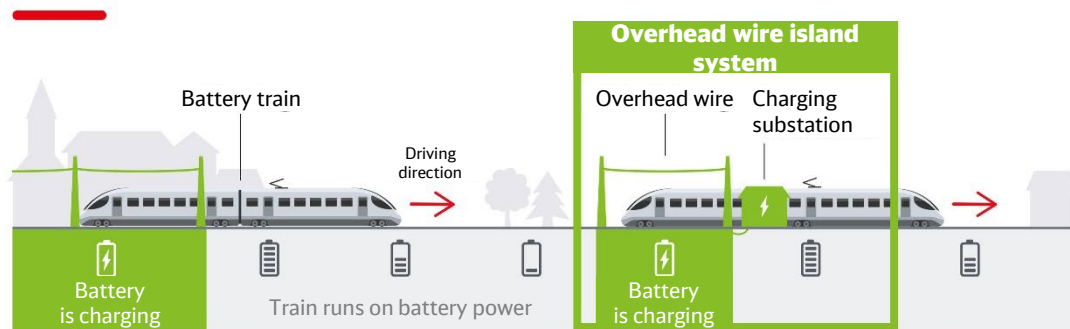 Overhead wire island
system
Battery train
Overhead wire
Charging
substation
Driving
direction
Battery
is charging
Train runs on battery power
Battery
is charging